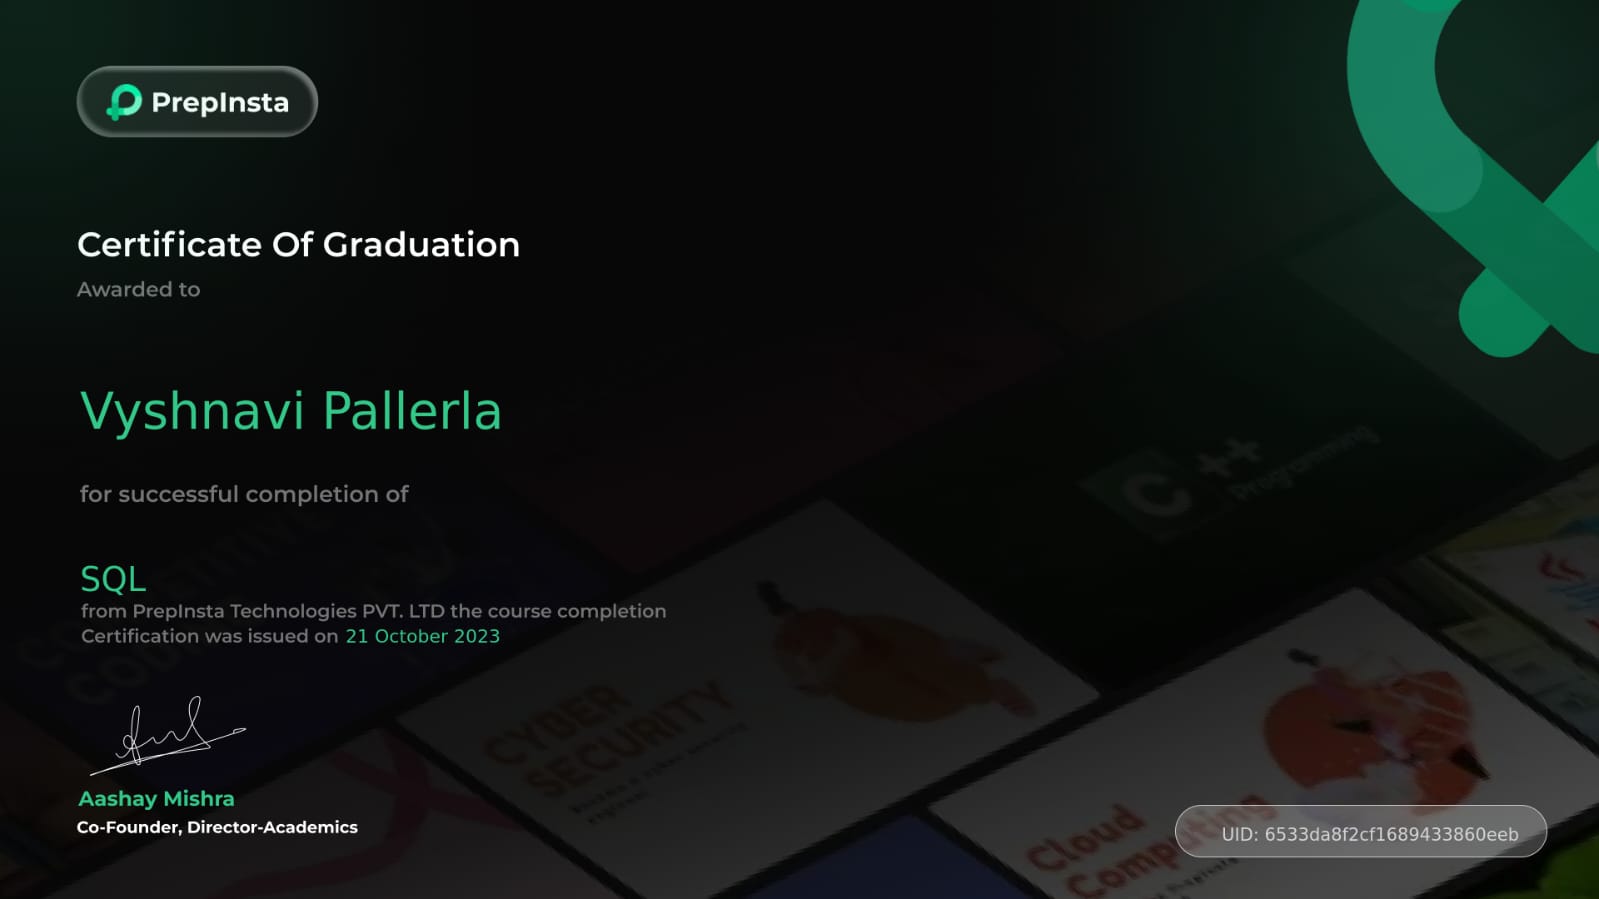 PrepInsta
Certificate Of Graduation
Awarded to
Vyshnavi Pallerla
for successful completion of
SQL
from PrepInsta Technologies PVT. LTD the course completion
Certification was issued on 21 October 2023
Aashay Mishra
Co-Founder, Director-Academics
C ++
Programming
COMPETITIVE
CODING
CYBER
SECURITY
Cloud
Computing
UID: 6533da8f2cf1689433860eeb